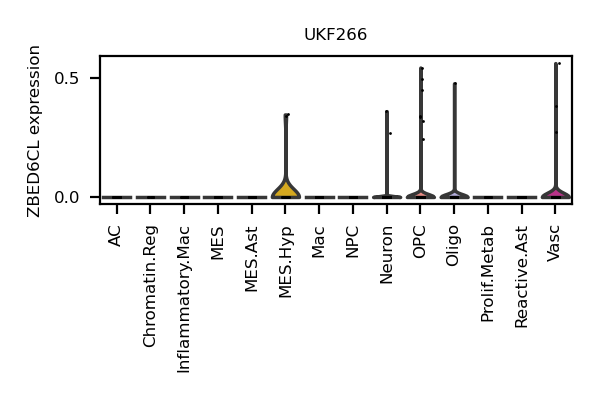 UKF266
ZBED6CL expression
0.5
0.0
AC
Chromatin.Reg
Inflammatory.Mac
MES
MES.Ast
MES.Hyp
Mac
NPC
Neuron
OPC
Oligo
Prolif.Metab
Reactive.Ast
Vasc